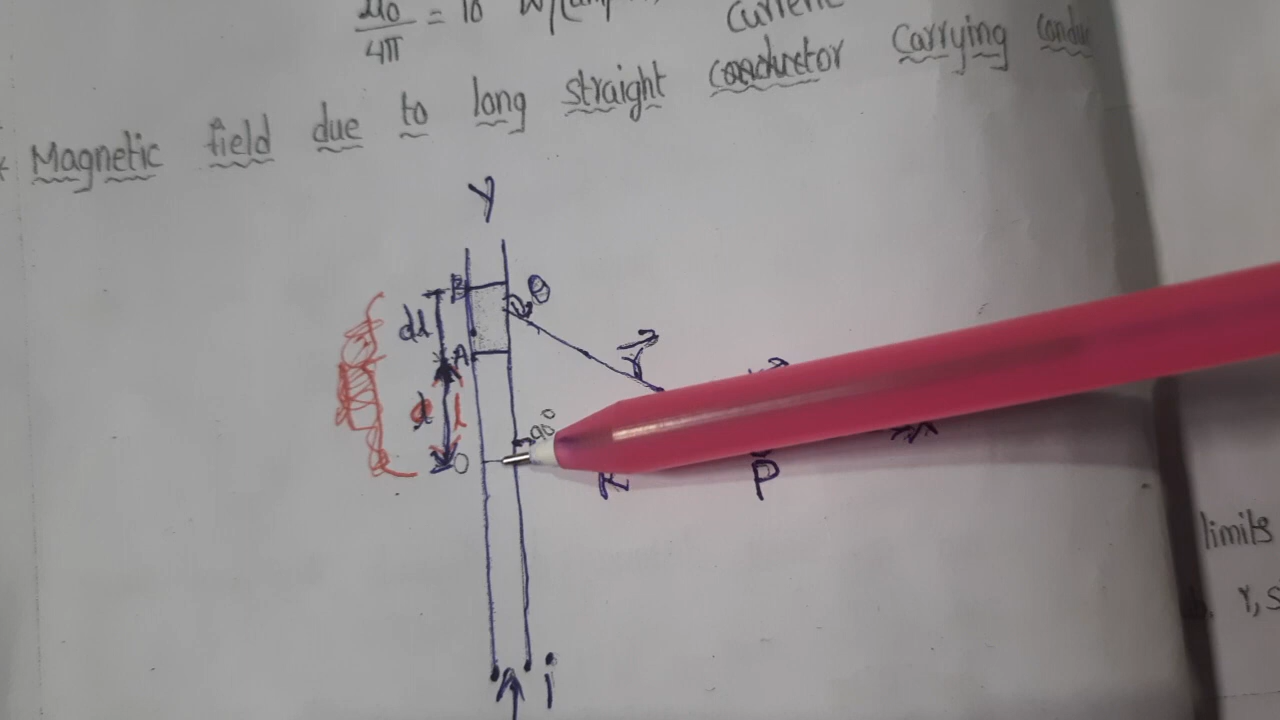 μ0/4π = 10
Current
* Magnetic field due to long straight conductor carrying
Y
B
θ
dl
r
A
l
90°
O
R
P
i
limits
r,